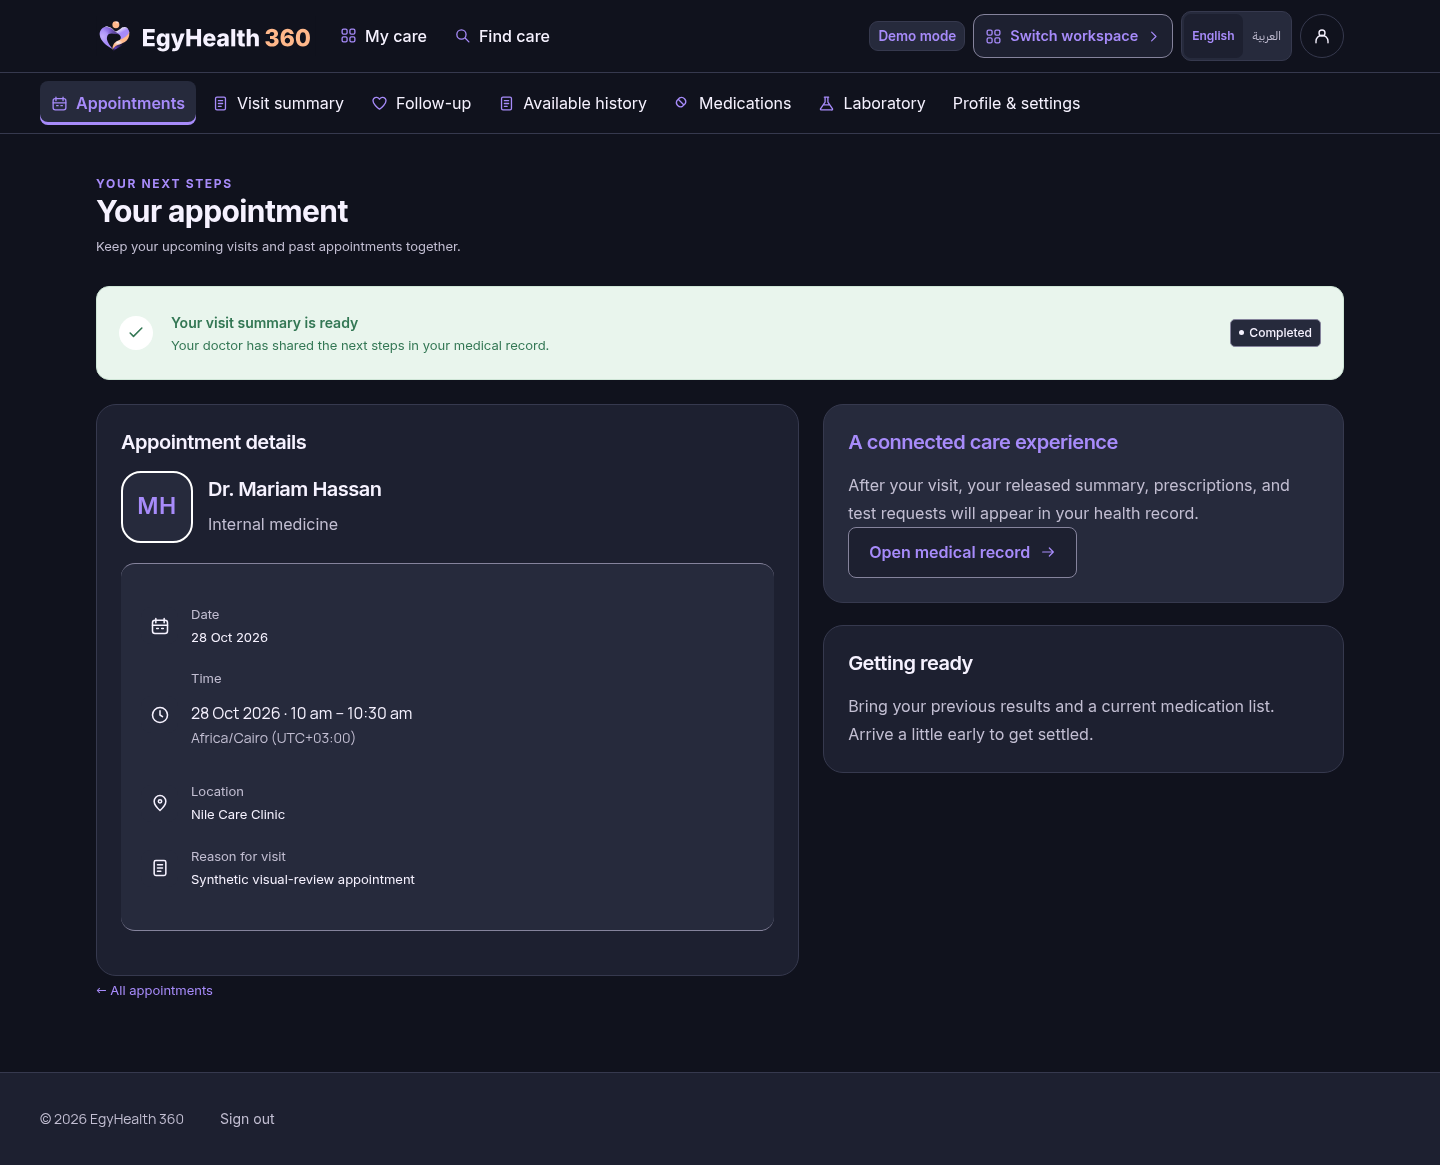 EgyHealth 360
My care
Find care
Demo mode
Switch workspace
English
العربية
Appointments
Visit summary
Follow-up
Available history
Medications
Laboratory
Profile & settings
YOUR NEXT STEPS
Your appointment
Keep your upcoming visits and past appointments together.
Your visit summary is ready
Your doctor has shared the next steps in your medical record.
Completed
Appointment details
MH
Dr. Mariam Hassan
Internal medicine
Date
28 Oct 2026
Time
28 Oct 2026 · 10 am – 10:30 am
Africa/Cairo (UTC+03:00)
Location
Nile Care Clinic
Reason for visit
Synthetic visual-review appointment
← All appointments
A connected care experience
After your visit, your released summary, prescriptions, and
test requests will appear in your health record.
Open medical record →
Getting ready
Bring your previous results and a current medication list.
Arrive a little early to get settled.
© 2026 EgyHealth 360
Sign out